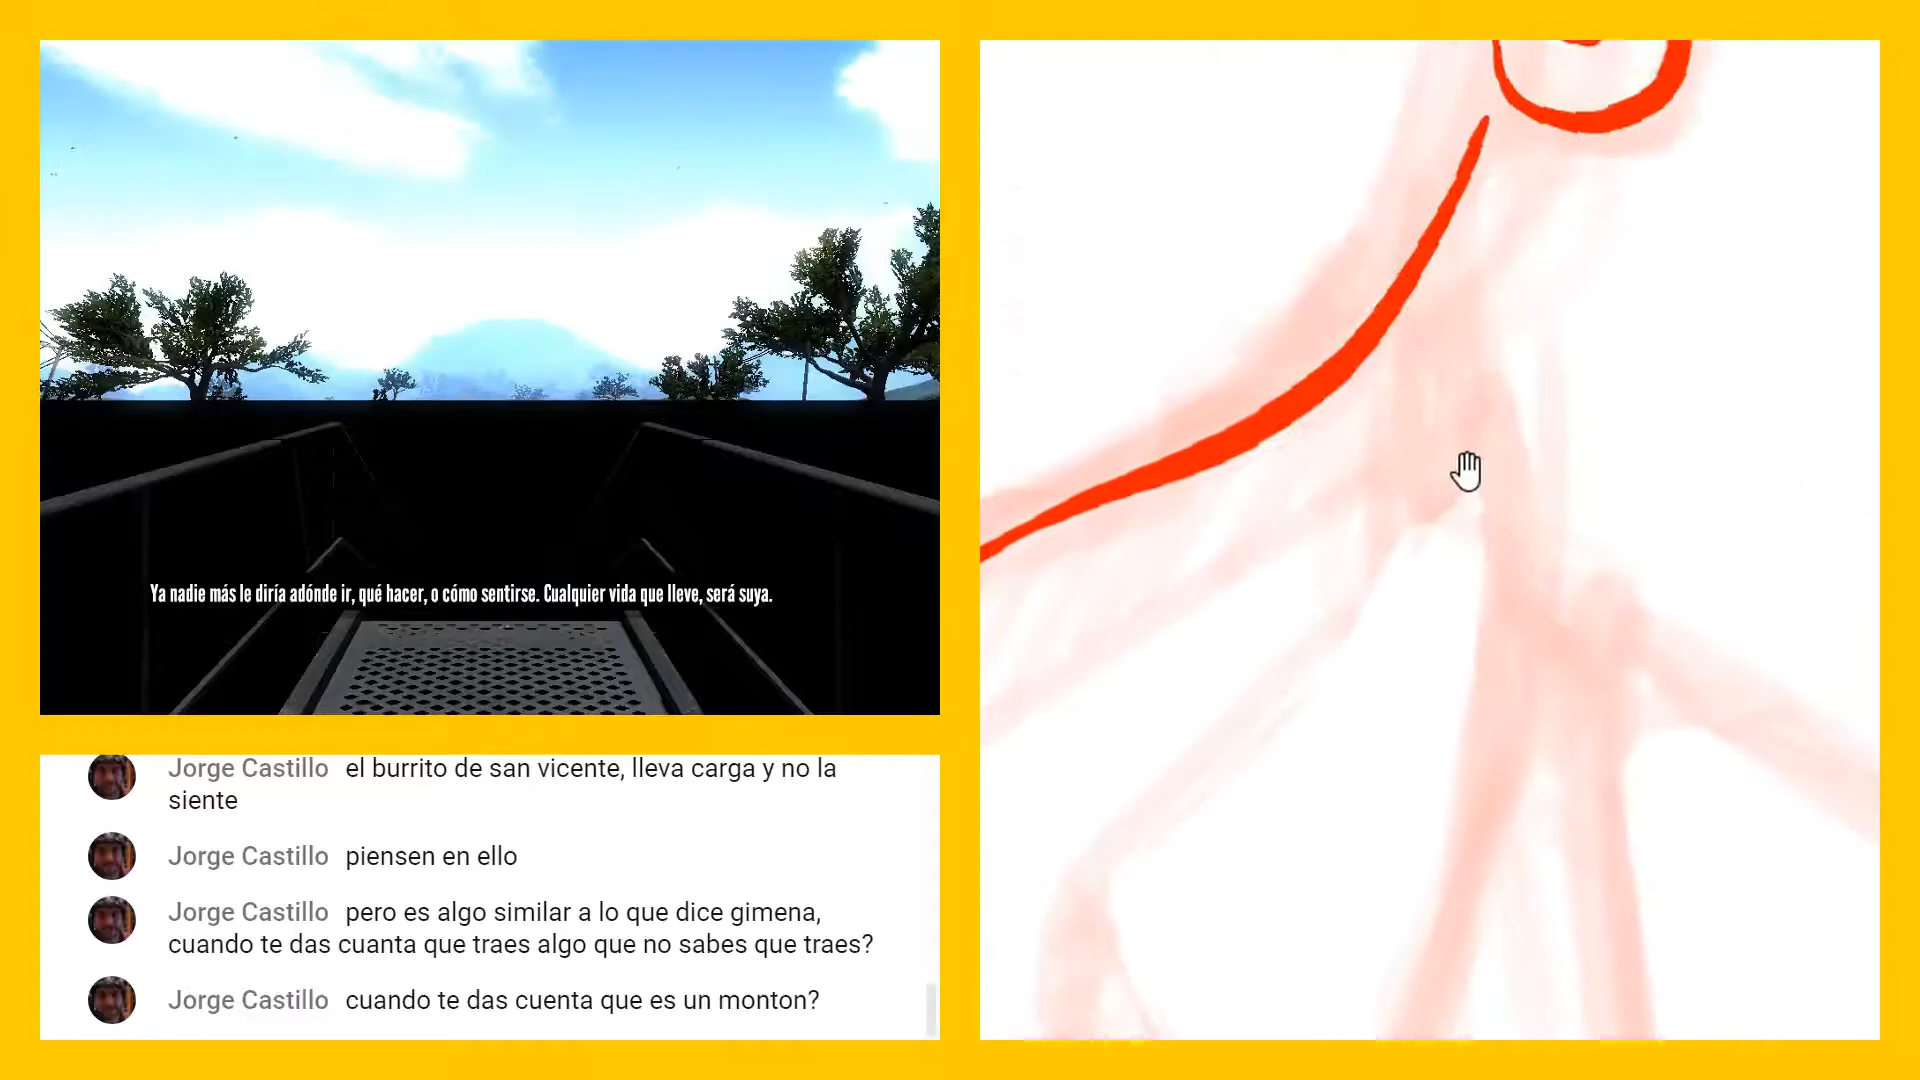 Ya nadie más le diría adónde ir, qué hacer, o cómo sentirse. Cualquier vida que lleve, será suya.
Jorge Castillo el burrito de san vicente, lleva carga y no la
siente
Jorge Castillo piensen en ello
Jorge Castillo pero es algo similar a lo que dice gimena,
cuando te das cuanta que traes algo que no sabes que traes?
Jorge Castillo cuando te das cuenta que es un monton?